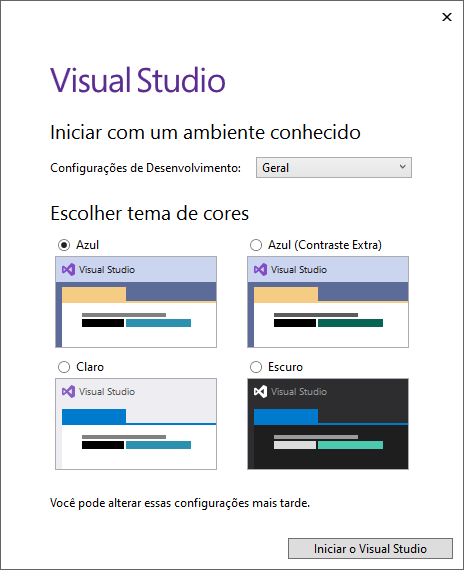 Visual Studio
Iniciar com um ambiente conhecido
Configurações de Desenvolvimento: Geral
Escolher tema de cores
Azul
Azul (Contraste Extra)
Visual Studio
Visual Studio
Claro
Escuro
Visual Studio
Visual Studio
Você pode alterar essas configurações mais tarde.
Iniciar o Visual Studio